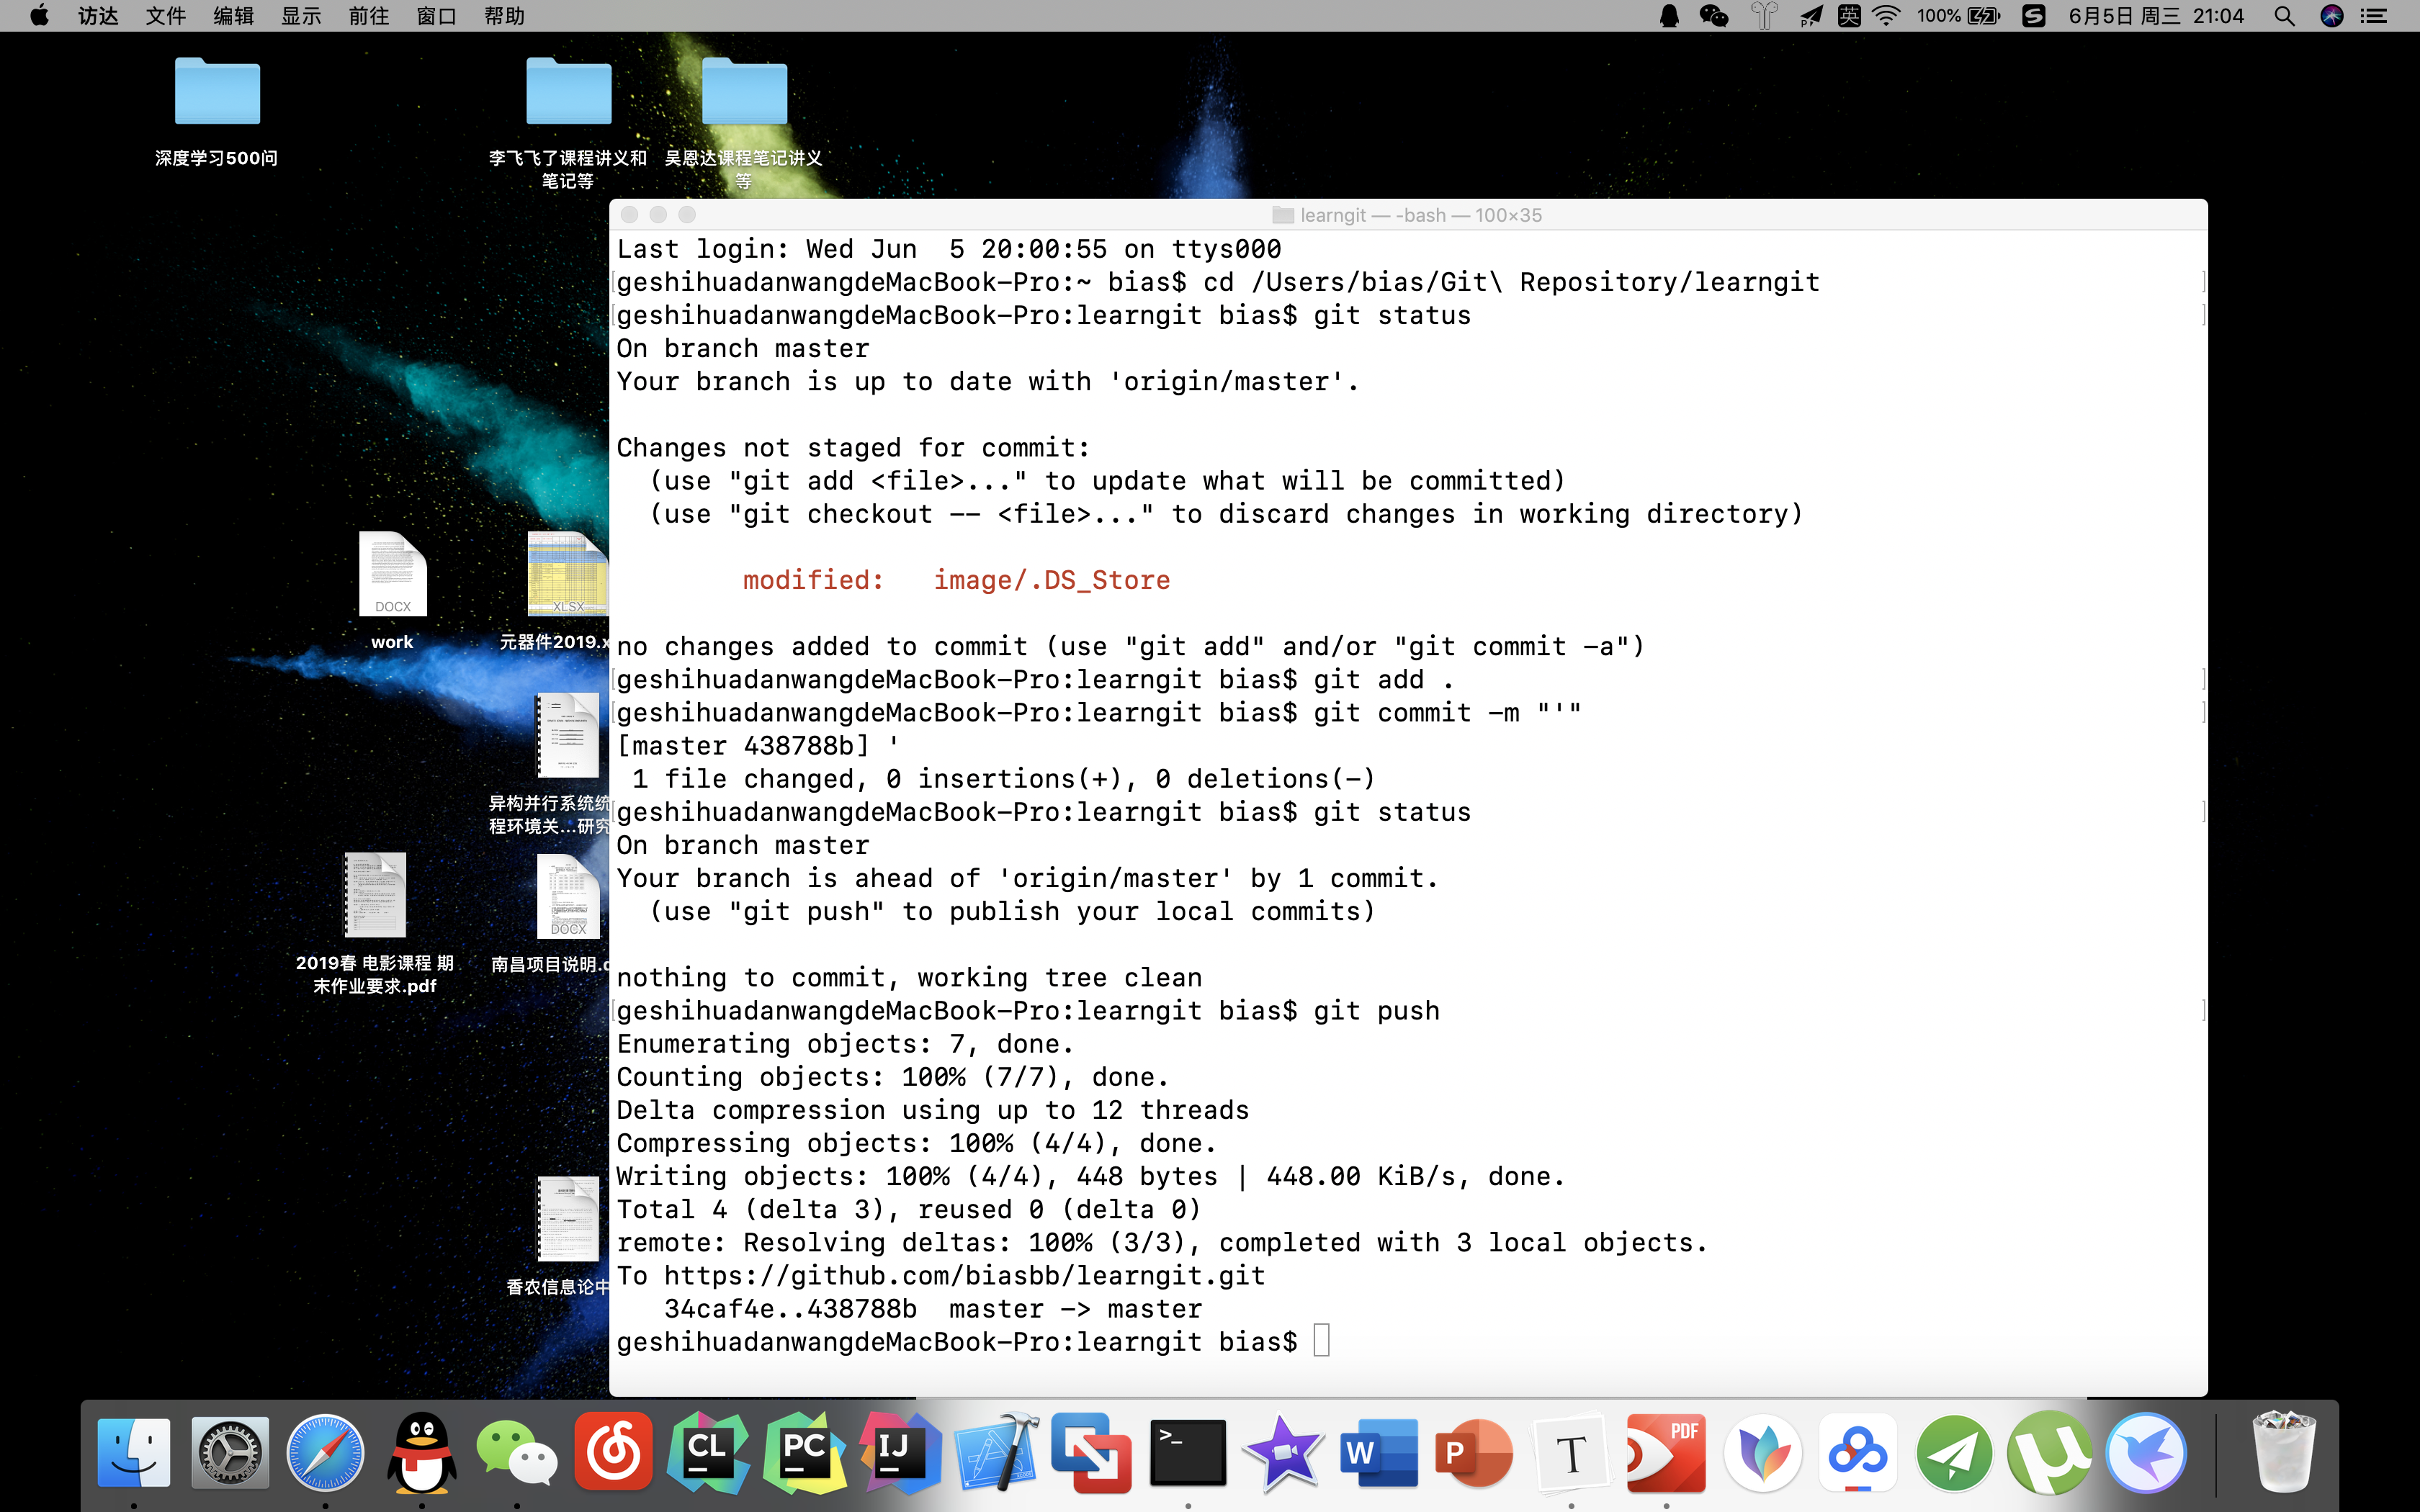 访达 文件 编辑 显示 前往 窗口 帮助 英 100% 6月5日 周三 21:04
深度学习500问
李飞飞了课程讲义和
笔记等
吴恩达课程笔记讲义
等
DOCX
work
XLSX
元器件2019.x
异构并行系统统
程环境关...研究
2019春 电影课程 期
末作业要求.pdf
DOCX
南昌项目说明.
香农信息论中
learngit — -bash — 100×35
Last login: Wed Jun  5 20:00:55 on ttys000
geshihuadanwangdeMacBook-Pro:~ bias$ cd /Users/bias/Git\ Repository/learngit
geshihuadanwangdeMacBook-Pro:learngit bias$ git status
On branch master
Your branch is up to date with 'origin/master'.
Changes not staged for commit:
  (use "git add <file>..." to update what will be committed)
  (use "git checkout -- <file>..." to discard changes in working directory)
        modified:   image/.DS_Store
no changes added to commit (use "git add" and/or "git commit -a")
geshihuadanwangdeMacBook-Pro:learngit bias$ git add .
geshihuadanwangdeMacBook-Pro:learngit bias$ git commit -m "'"
[master 438788b] '
 1 file changed, 0 insertions(+), 0 deletions(-)
geshihuadanwangdeMacBook-Pro:learngit bias$ git status
On branch master
Your branch is ahead of 'origin/master' by 1 commit.
  (use "git push" to publish your local commits)
nothing to commit, working tree clean
geshihuadanwangdeMacBook-Pro:learngit bias$ git push
Enumerating objects: 7, done.
Counting objects: 100% (7/7), done.
Delta compression using up to 12 threads
Compressing objects: 100% (4/4), done.
Writing objects: 100% (4/4), 448 bytes | 448.00 KiB/s, done.
Total 4 (delta 3), reused 0 (delta 0)
remote: Resolving deltas: 100% (3/3), completed with 3 local objects.
To https://github.com/biasbb/learngit.git
   34caf4e..438788b  master -> master
geshihuadanwangdeMacBook-Pro:learngit bias$
CL PC IJ >_ W P T PDF µ